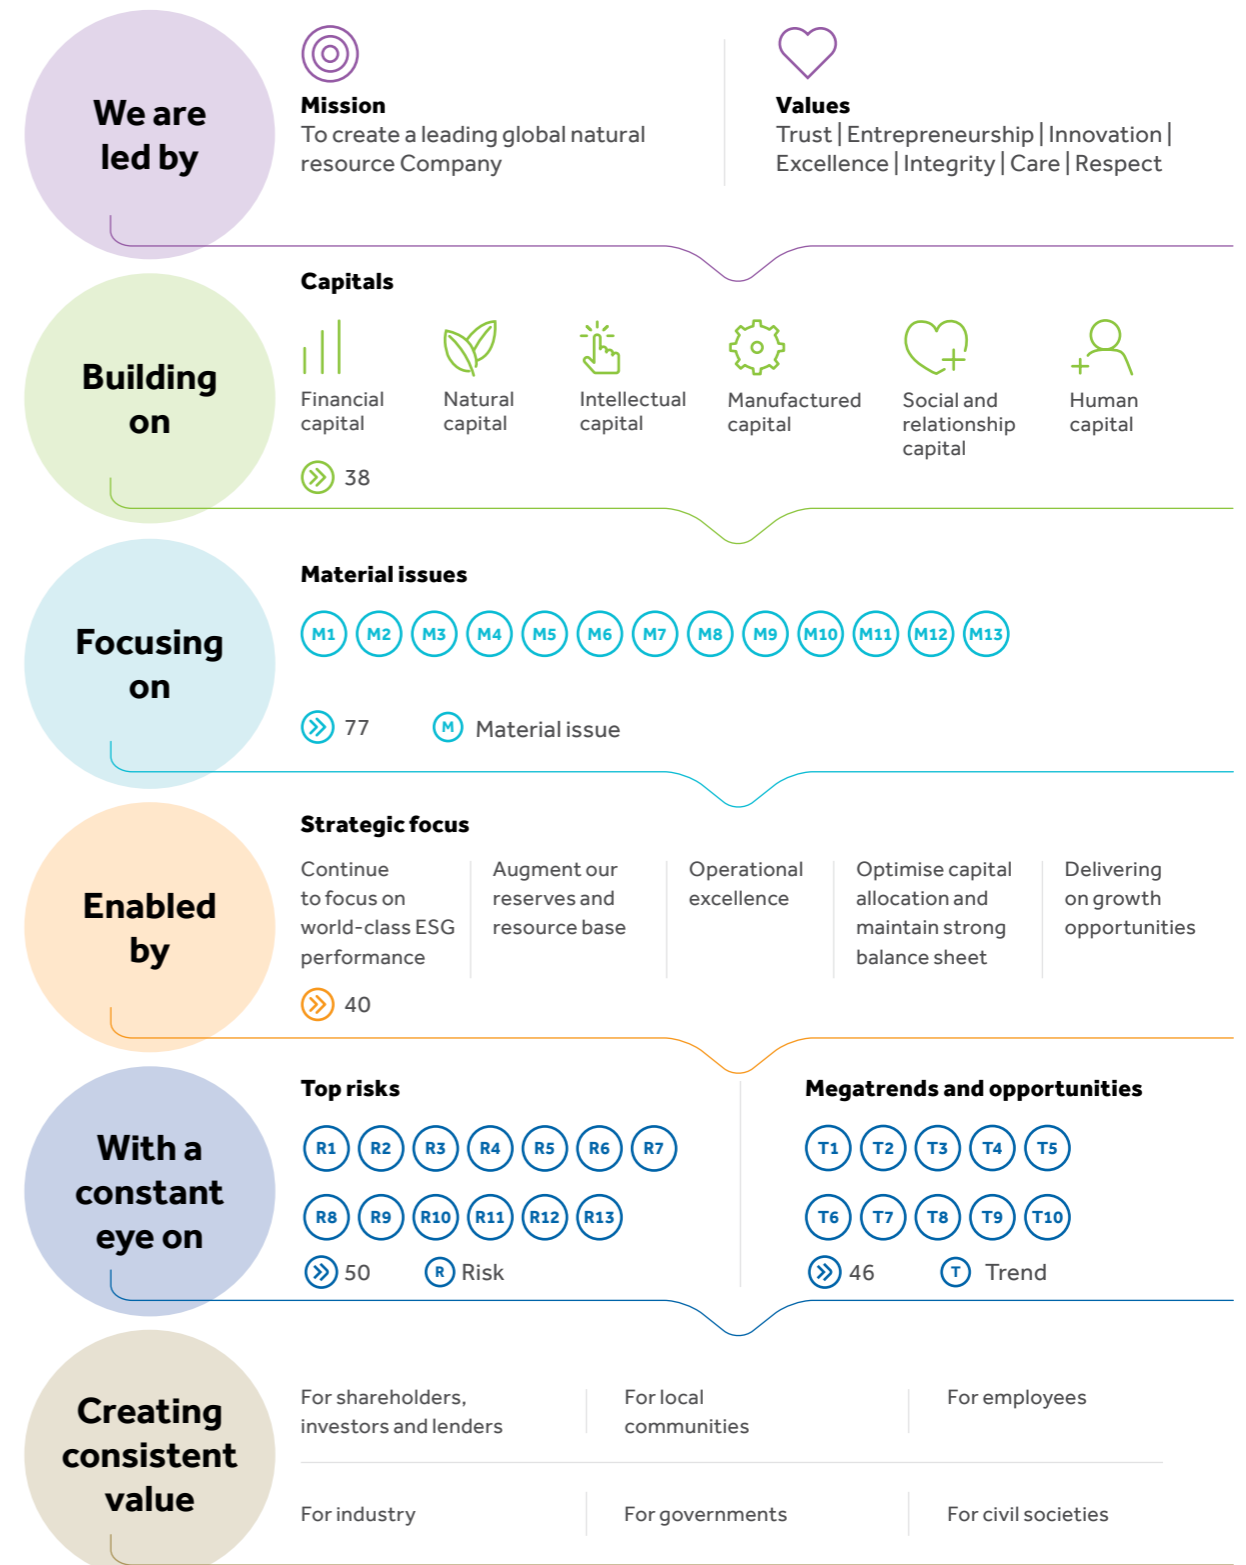 We are
led by
Mission
To create a leading global natural
resource Company
Values
Trust | Entrepreneurship | Innovation |
Excellence | Integrity | Care | Respect
Building
on
Capitals
Financial
capital
Natural
capital
Intellectual
capital
Manufactured
capital
Social and
relationship
capital
Human
capital
38
Focusing
on
Material issues
M1 M2 M3 M4 M5 M6 M7 M8 M9 M10 M11 M12 M13
77
M Material issue
Enabled
by
Strategic focus
Continue
to focus on
world-class ESG
performance
Augment our
reserves and
resource base
Operational
excellence
Optimise capital
allocation and
maintain strong
balance sheet
Delivering
on growth
opportunities
40
With a
constant
eye on
Top risks
R1 R2 R3 R4 R5 R6 R7
R8 R9 R10 R11 R12 R13
50
R Risk
Megatrends and opportunities
T1 T2 T3 T4 T5
T6 T7 T8 T9 T10
46
T Trend
Creating
consistent
value
For shareholders,
investors and lenders
For local
communities
For employees
For industry
For governments
For civil societies